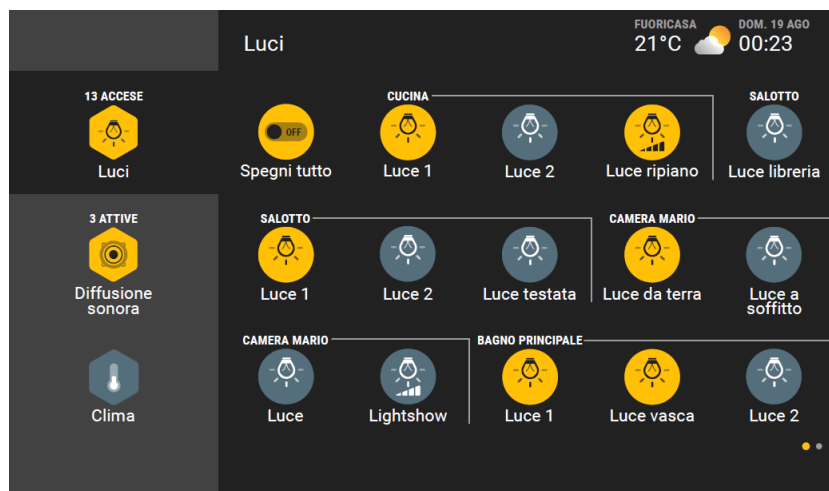 Luci
FUORICASA
21°C
DOM. 19 AGO
00:23
13 ACCESE
Luci
3 ATTIVE
Diffusione
sonora
Clima
CUCINA
SALOTTO
OFF
Spegni tutto
Luce 1
Luce 2
Luce ripiano
Luce libreria
SALOTTO
CAMERA MARIO
Luce 1
Luce 2
Luce testata
Luce da terra
Luce a
soffitto
CAMERA MARIO
BAGNO PRINCIPALE
Luce
Lightshow
Luce 1
Luce vasca
Luce 2